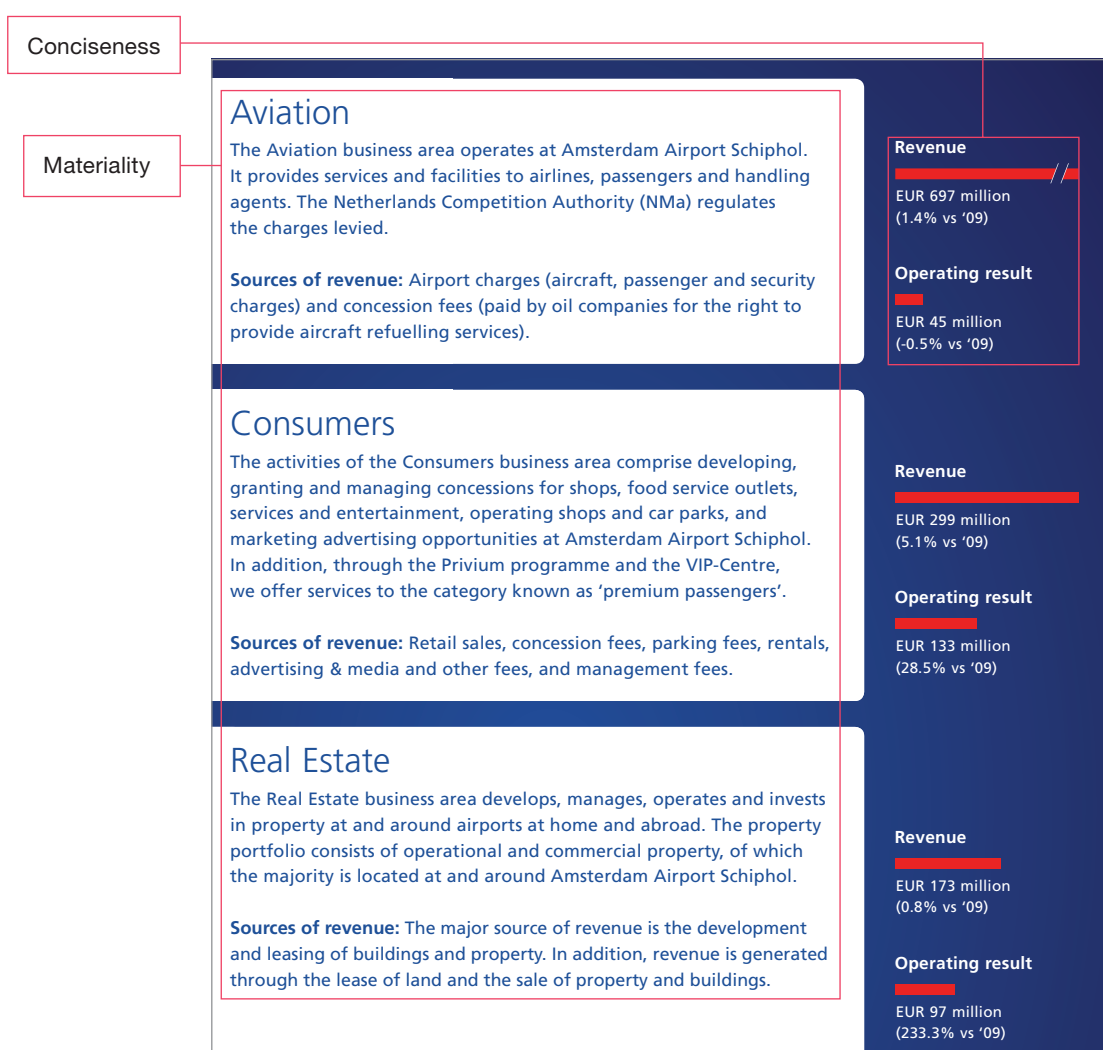 Conciseness
Materiality
Aviation
The Aviation business area operates at Amsterdam Airport Schiphol.
It provides services and facilities to airlines, passengers and handling
agents. The Netherlands Competition Authority (NMa) regulates
the charges levied.
Sources of revenue: Airport charges (aircraft, passenger and security
charges) and concession fees (paid by oil companies for the right to
provide aircraft refuelling services).
Revenue
EUR 697 million
(1.4% vs ‘09)
Operating result
EUR 45 million
(-0.5% vs ‘09)
Consumers
The activities of the Consumers business area comprise developing,
granting and managing concessions for shops, food service outlets,
services and entertainment, operating shops and car parks, and
marketing advertising opportunities at Amsterdam Airport Schiphol.
In addition, through the Privium programme and the VIP-Centre,
we offer services to the category known as ‘premium passengers’.
Sources of revenue: Retail sales, concession fees, parking fees, rentals,
advertising & media and other fees, and management fees.
Revenue
EUR 299 million
(5.1% vs ‘09)
Operating result
EUR 133 million
(28.5% vs ‘09)
Real Estate
The Real Estate business area develops, manages, operates and invests
in property at and around airports at home and abroad. The property
portfolio consists of operational and commercial property, of which
the majority is located at and around Amsterdam Airport Schiphol.
Sources of revenue: The major source of revenue is the development
and leasing of buildings and property. In addition, revenue is generated
through the lease of land and the sale of property and buildings.
Revenue
EUR 173 million
(0.8% vs ‘09)
Operating result
EUR 97 million
(233.3% vs ‘09)